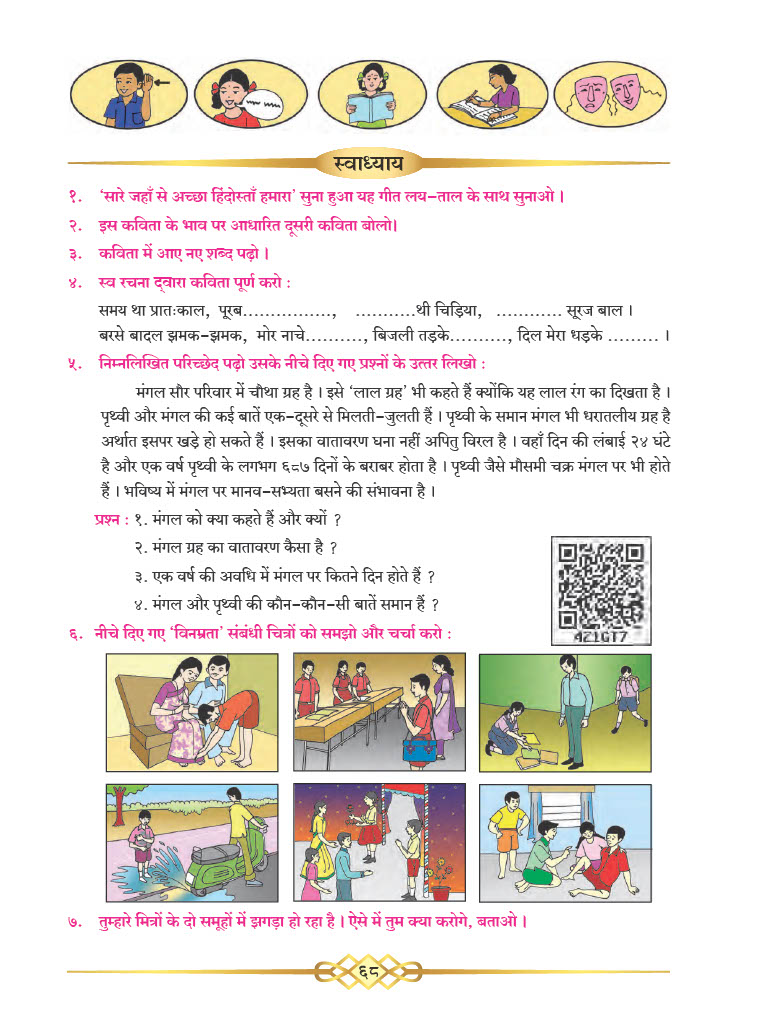 स्वाध्याय
१. ‘सारे जहाँ से अच्छा हिंदोस्ताँ हमारा’ सुना हुआ यह गीत लय-ताल के साथ सुनाओ ।
२. इस कविता के भाव पर आधारित दूसरी कविता बोलो।
३. कविता में आए नए शब्द पढ़ो ।
४. स्व रचना द्वारा कविता पूर्ण करो :
समय था प्रातःकाल, पूरब................, ...........थी चिड़िया, ............ सूरज बाल ।
बरसे बादल झमक-झमक, मोर नाचे.........., बिजली तड़के.........., दिल मेरा धड़के ......... ।
५. निम्नलिखित परिच्छेद पढ़ो उसके नीचे दिए गए प्रश्नों के उत्तर लिखो :
मंगल सौर परिवार में चौथा ग्रह है । इसे ‘लाल ग्रह’ भी कहते हैं क्योंकि यह लाल रंग का दिखता है ।
पृथ्वी और मंगल की कई बातें एक-दूसरे से मिलती-जुलती हैं । पृथ्वी के समान मंगल भी धरातलीय ग्रह है
अर्थात इसपर खड़े हो सकते हैं । इसका वातावरण घना नहीं अपितु विरल है । वहाँ दिन की लंबाई २४ घंटे
है और एक वर्ष पृथ्वी के लगभग ६८७ दिनों के बराबर होता है । पृथ्वी जैसे मौसमी चक्र मंगल पर भी होते
हैं । भविष्य में मंगल पर मानव-सभ्यता बसने की संभावना है ।
प्रश्न : १. मंगल को क्या कहते हैं और क्यों ?
२. मंगल ग्रह का वातावरण कैसा है ?
३. एक वर्ष की अवधि में मंगल पर कितने दिन होते हैं ?
४. मंगल और पृथ्वी की कौन-कौन-सी बातें समान हैं ?
4Z1GT7
६. नीचे दिए गए ‘विनम्रता’ संबंधी चित्रों को समझो और चर्चा करो :
७. तुम्हारे मित्रों के दो समूहों में झगड़ा हो रहा है । ऐसे में तुम क्या करोगे, बताओ ।
६८